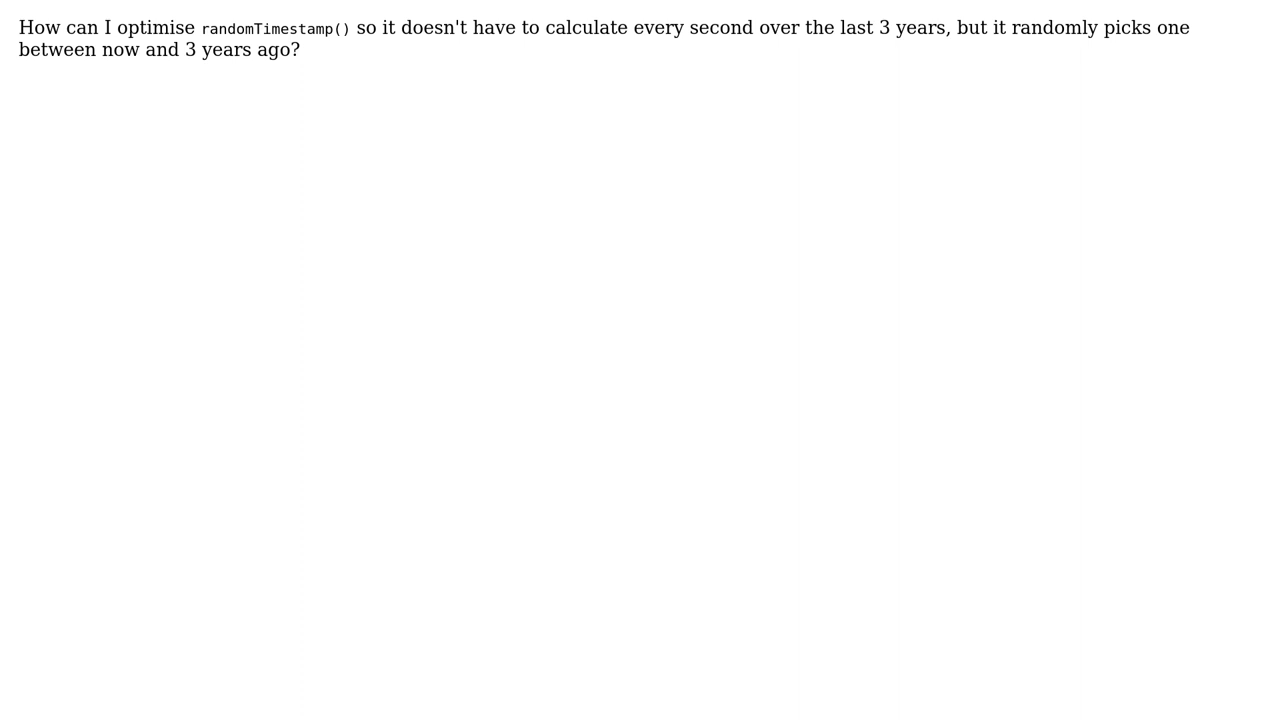 How can I optimise randomTimestamp() so it doesn't have to calculate every second over the last 3 years, but it randomly picks one
between now and 3 years ago?